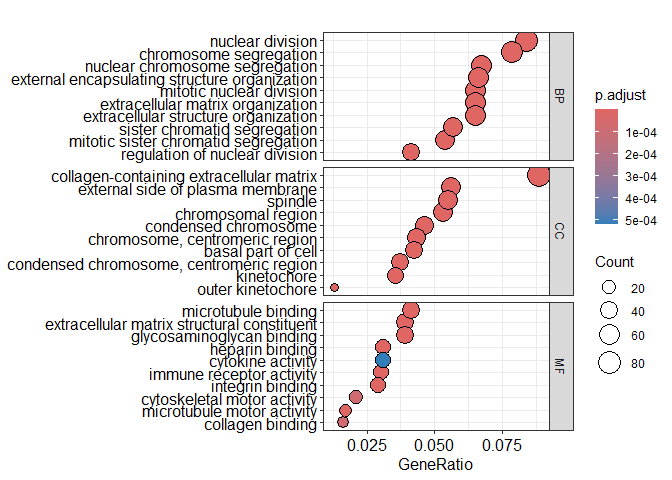 nuclear division
chromosome segregation
nuclear chromosome segregation
external encapsulating structure organization
mitotic nuclear division
extracellular matrix organization
extracellular structure organization
sister chromatid segregation
mitotic sister chromatid segregation
regulation of nuclear division
BP
collagen-containing extracellular matrix
external side of plasma membrane
spindle
chromosomal region
condensed chromosome
chromosome, centromeric region
basal part of cell
condensed chromosome, centromeric region
kinetochore
outer kinetochore
CC
microtubule binding
extracellular matrix structural constituent
glycosaminoglycan binding
heparin binding
cytokine activity
immune receptor activity
integrin binding
cytoskeletal motor activity
microtubule motor activity
collagen binding
MF
0.025 0.050 0.075
GeneRatio
p.adjust
1e-04
2e-04
3e-04
4e-04
5e-04
Count
20
40
60
80